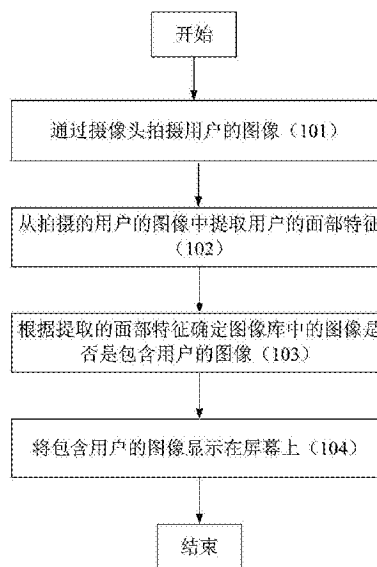 开始
通过摄像头拍摄用户的图像（101）
从拍摄的用户的图像中提取用户的面部特征
（102）
根据提取的面部特征确定图像库中的图像是
否是包含用户的图像（103）
将包含用户的图像显示在屏幕上（104）
结束